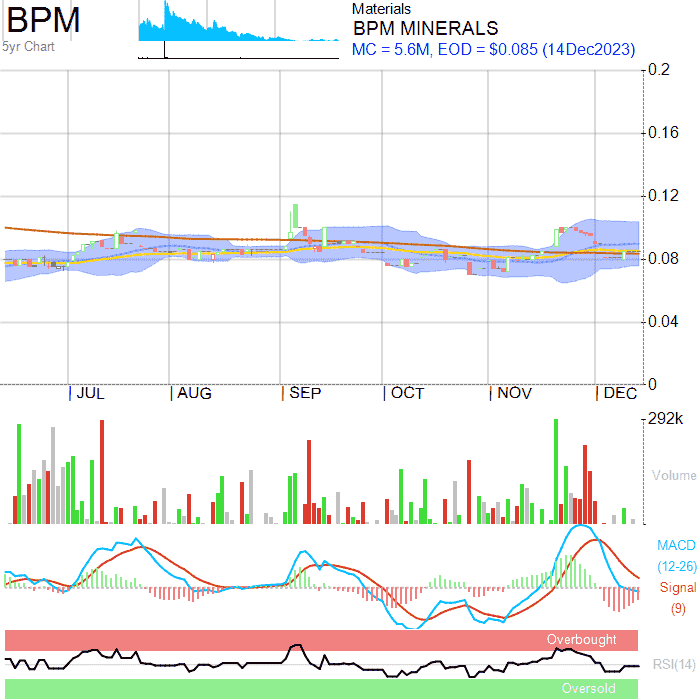 BPM
5yr Chart
Materials
BPM MINERALS
MC = 5.6M, EOD = $0.085 (14Dec2023)
0.2
0.16
0.12
0.08
0.04
0
JUL AUG SEP OCT NOV DEC
292k
Volume
MACD
(12-26)
Signal
(9)
Overbought
RSI(14)
Oversold